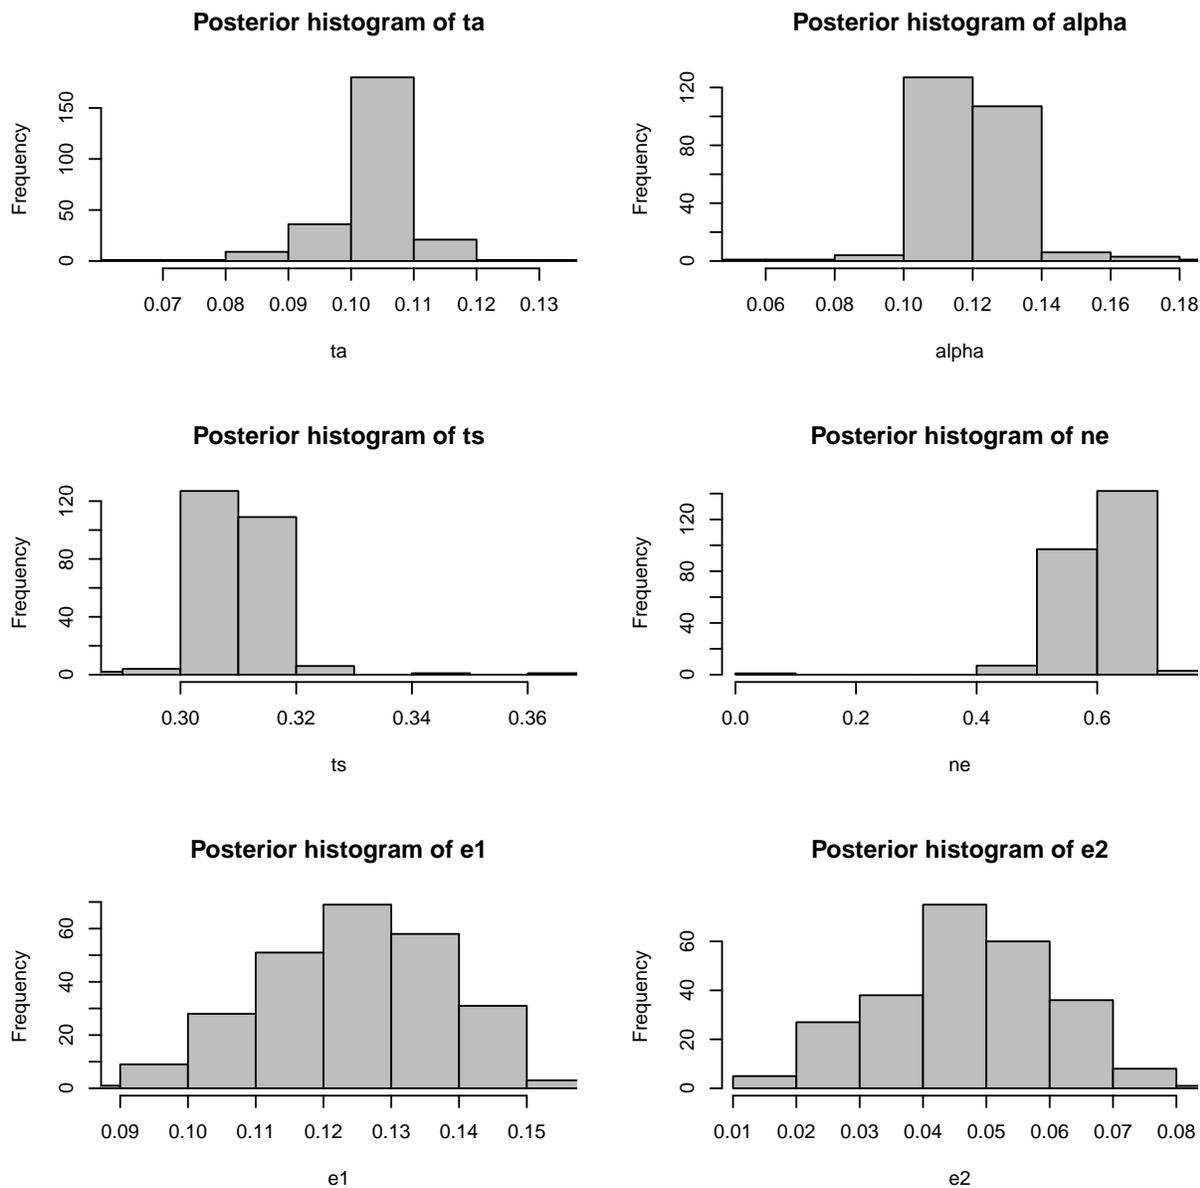 Posterior histogram of ta
Frequency
0 50 100 150
0.07 0.08 0.09 0.10 0.11 0.12 0.13
ta
Posterior histogram of alpha
Frequency
0 40 80 120
0.06 0.08 0.10 0.12 0.14 0.16 0.18
alpha
Posterior histogram of ts
Frequency
0 40 80 120
0.30 0.32 0.34 0.36
ts
Posterior histogram of ne
Frequency
0 40 80 120
0.0 0.2 0.4 0.6
ne
Posterior histogram of e1
Frequency
0 20 40 60
0.09 0.10 0.11 0.12 0.13 0.14 0.15
e1
Posterior histogram of e2
Frequency
0 20 40 60
0.01 0.02 0.03 0.04 0.05 0.06 0.07 0.08
e2